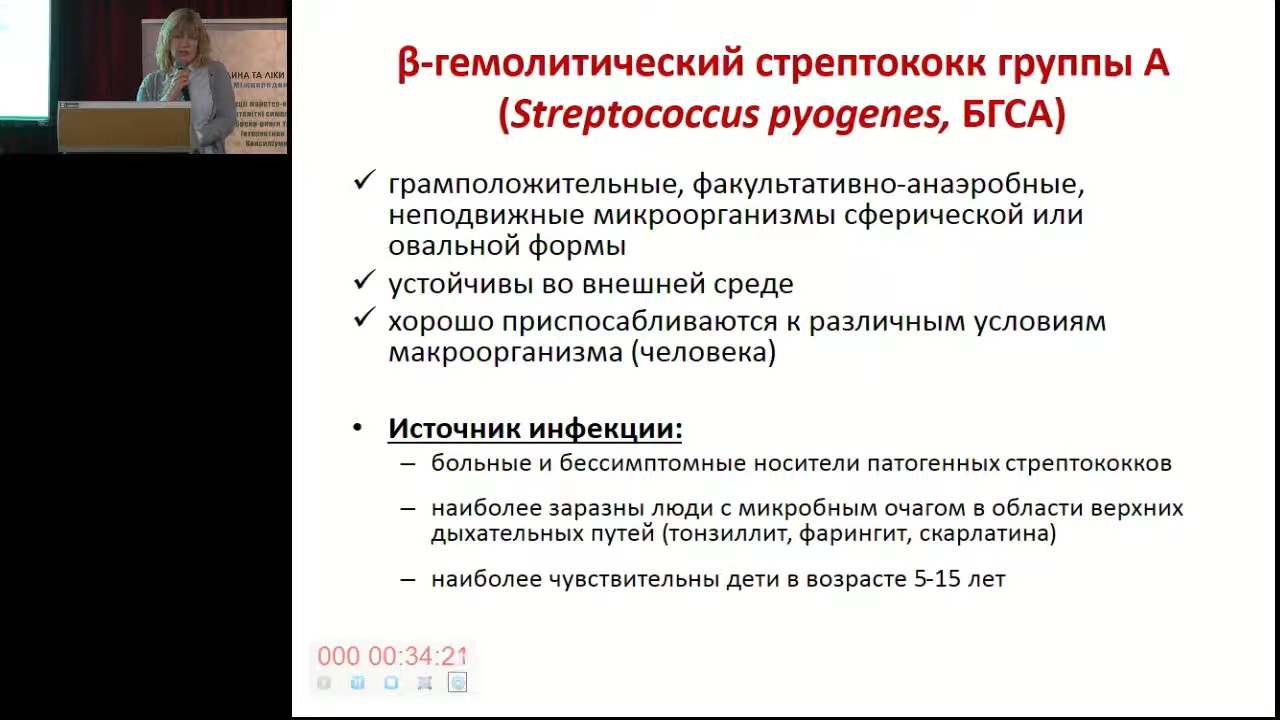 β-гемолитический стрептококк группы А
(Streptococcus pyogenes, БГСА)
✓ грамположительные, факультативно-анаэробные,
неподвижные микроорганизмы сферической или
овальной формы
✓ устойчивы во внешней среде
✓ хорошо приспосабливаются к различным условиям
макроорганизма (человека)
• Источник инфекции:
– больные и бессимптомные носители патогенных стрептококков
– наиболее заразны люди с микробным очагом в области верхних
дыхательных путей (тонзиллит, фарингит, скарлатина)
– наиболее чувствительны дети в возрасте 5-15 лет
000 00:34:21
ТА ЛІКИ